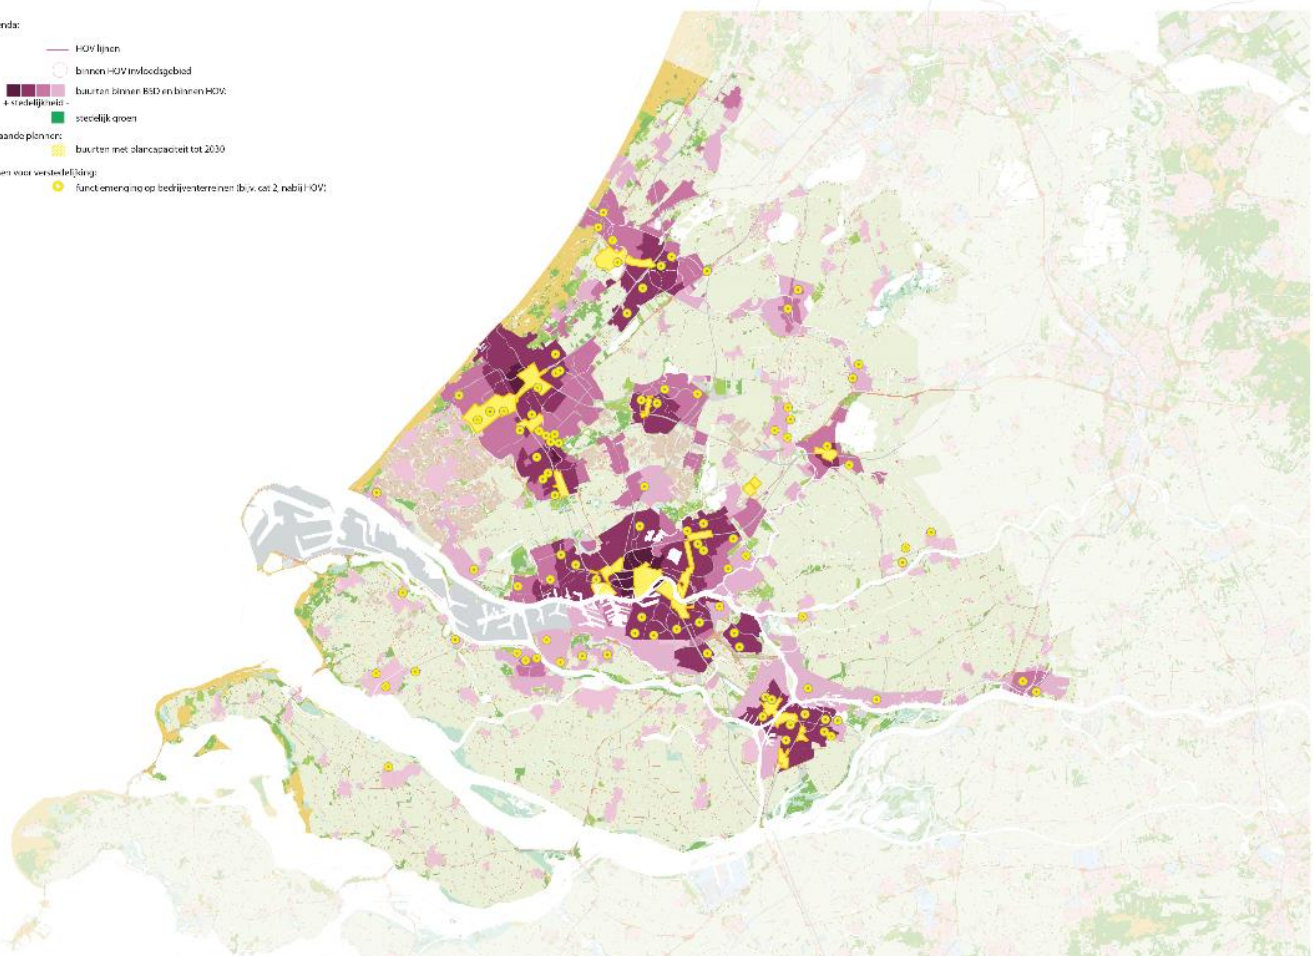 enda:
HOV lijnen
binnen HOV invloedsgebied
buurten binnen BSD en binnen HOV:
+ stedelijkheid -
stedelijk groen
aande plannen:
buurten met plancapaciteit tot 2030
en voor verstedelijking:
functiemenging op bedrijventerreinen (bijv. cat 2, nabij HOV)